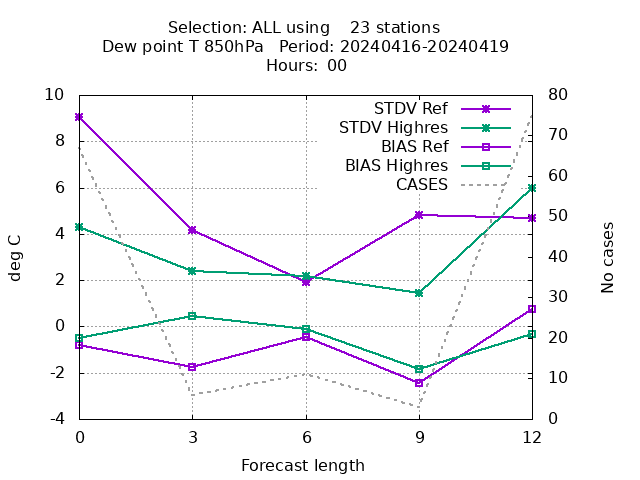 Selection: ALL using    23 stations
Dew point T 850hPa   Period: 20240416-20240419
Hours: 00
STDV Ref
STDV Highres
BIAS Ref
BIAS Highres
CASES
10
8
6
4
2
0
-2
-4
deg C
80
70
60
50
40
30
20
10
0
No cases
0 3 6 9 12
Forecast length